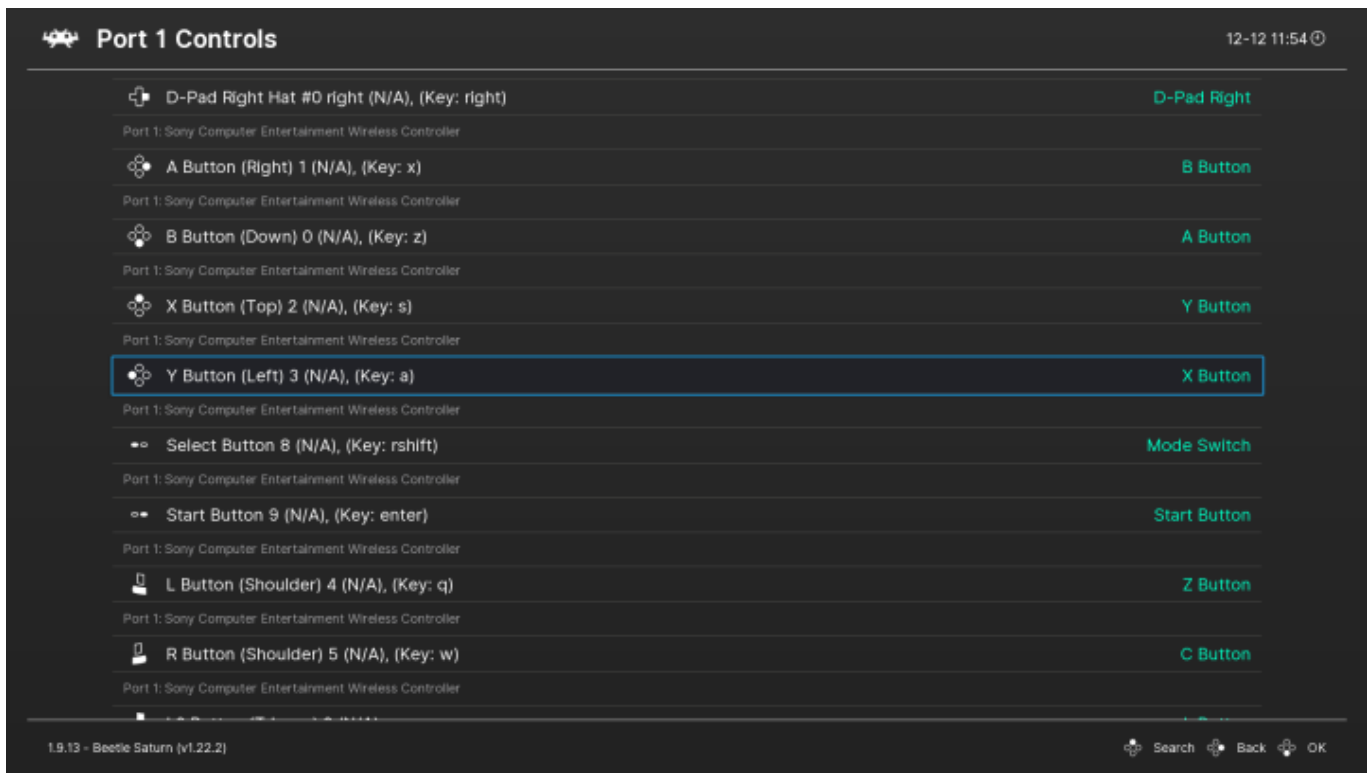 Port 1 Controls
12-12 11:54
D-Pad Right Hat #0 right (N/A), (Key: right)
D-Pad Right
Port 1: Sony Computer Entertainment Wireless Controller
A Button (Right) 1 (N/A), (Key: x)
B Button
Port 1: Sony Computer Entertainment Wireless Controller
B Button (Down) 0 (N/A), (Key: z)
A Button
Port 1: Sony Computer Entertainment Wireless Controller
X Button (Top) 2 (N/A), (Key: s)
Y Button
Port 1: Sony Computer Entertainment Wireless Controller
Y Button (Left) 3 (N/A), (Key: a)
X Button
Port 1: Sony Computer Entertainment Wireless Controller
Select Button 8 (N/A), (Key: rshift)
Mode Switch
Port 1: Sony Computer Entertainment Wireless Controller
Start Button 9 (N/A), (Key: enter)
Start Button
Port 1: Sony Computer Entertainment Wireless Controller
L Button (Shoulder) 4 (N/A), (Key: q)
Z Button
Port 1: Sony Computer Entertainment Wireless Controller
R Button (Shoulder) 5 (N/A), (Key: w)
C Button
Port 1: Sony Computer Entertainment Wireless Controller
1.9.13 - Beetle Saturn (v1.22.2)
Search Back OK